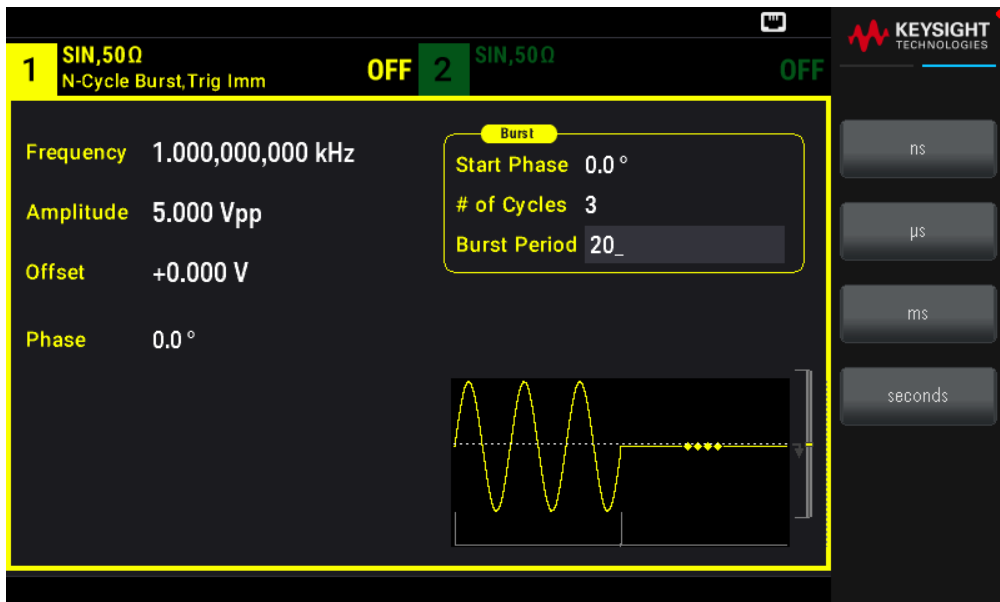 KEYSIGHT
TECHNOLOGIES
1 SIN,50Ω OFF
N-Cycle Burst,Trig Imm
2 SIN,50Ω OFF
Frequency 1.000,000,000 kHz
Amplitude 5.000 Vpp
Offset +0.000 V
Phase 0.0 °
Burst
Start Phase 0.0 °
# of Cycles 3
Burst Period 20_
ns
µs
ms
seconds